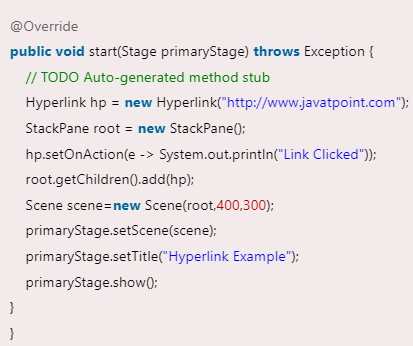 @Override
public void start(Stage primaryStage) throws Exception {
// TODO Auto-generated method stub
Hyperlink hp = new Hyperlink("http://www.javatpoint.com");
StackPane root = new StackPane();
hp.setOnAction(e -> System.out.println("Link Clicked"));
root.getChildren().add(hp);
Scene scene=new Scene(root,400,300);
primaryStage.setScene(scene);
primaryStage.setTitle("Hyperlink Example");
primaryStage.show();
}
}